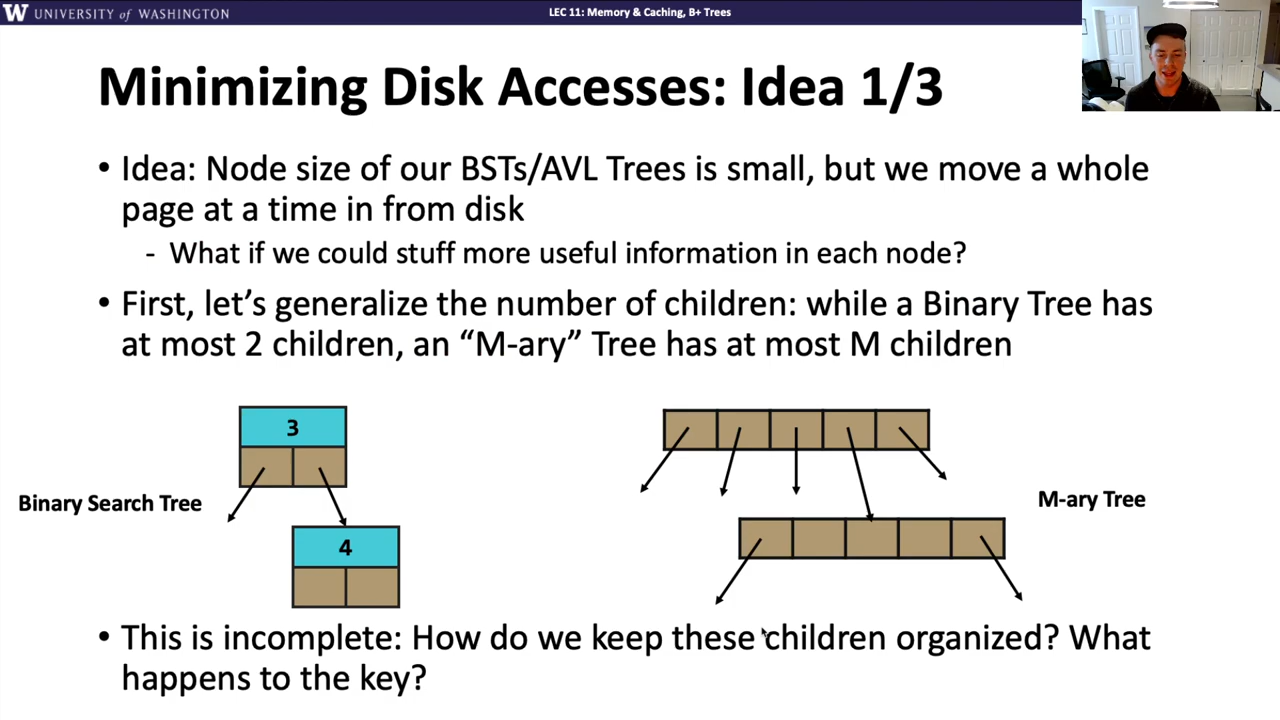 W UNIVERSITY of WASHINGTON
LEC 11: Memory & Caching, B+ Trees
Minimizing Disk Accesses: Idea 1/3
• Idea: Node size of our BSTs/AVL Trees is small, but we move a whole
page at a time in from disk
- What if we could stuff more useful information in each node?
• First, let’s generalize the number of children: while a Binary Tree has
at most 2 children, an “M-ary” Tree has at most M children
3
Binary Search Tree
4
M-ary Tree
• This is incomplete: How do we keep these children organized? What
happens to the key?